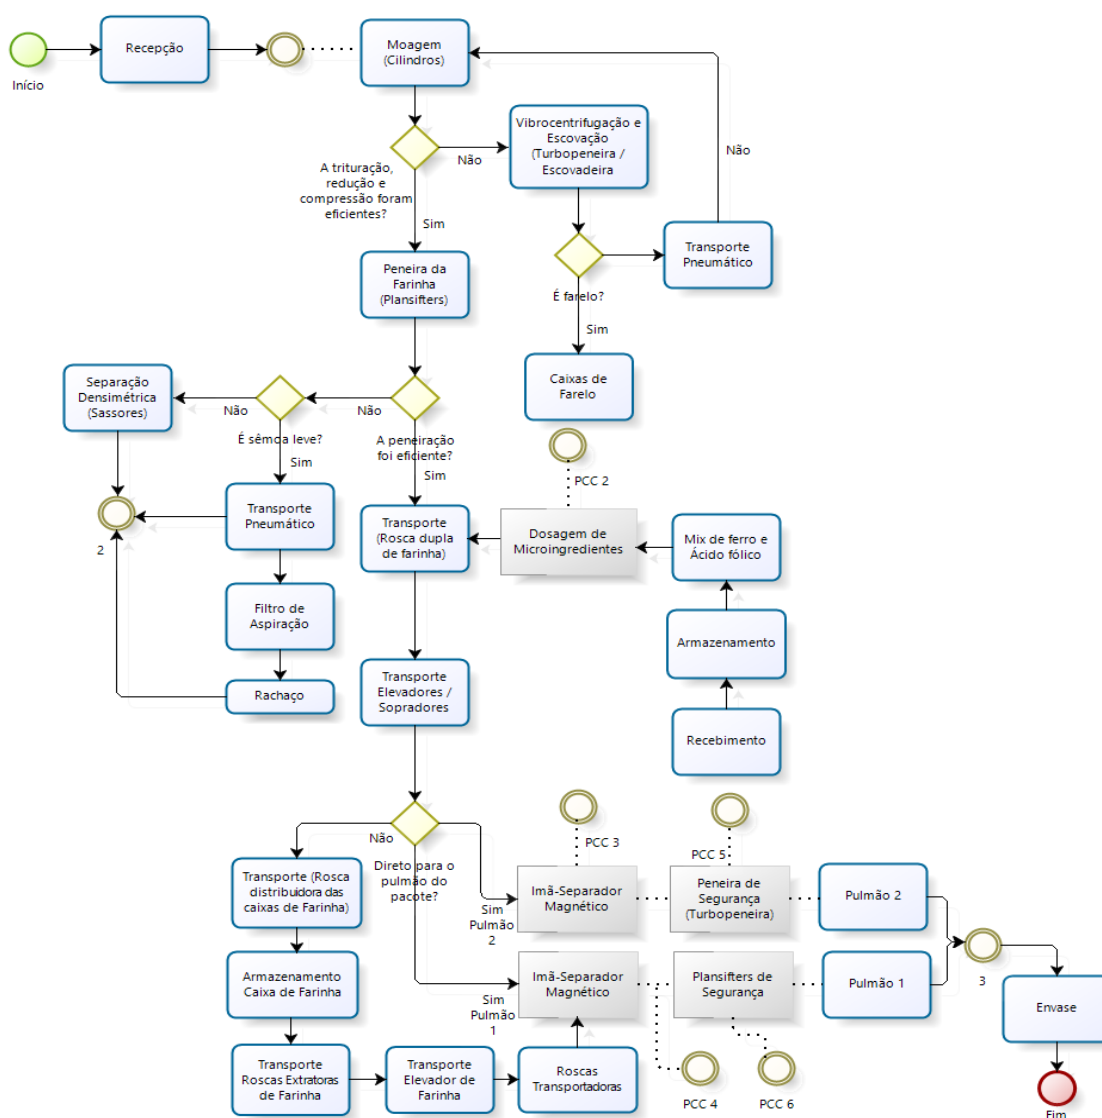 Início
Recepção
Moagem
(Cilindros)
A trituração,
redução e
compressão foram
eficientes?
Não
Sim
Vibrocentrifugação e
Escovação
(Turbopeneira /
Escovadeira
Não
Transporte
Pneumático
É farelo?
Sim
Caixas de
Farelo
Peneira da
Farinha
(Plansifters)
Separação
Densimétrica
(Sassores)
Não
É sêmola leve?
Sim
Não
A peneiração
foi eficiente?
Sim
2
Transporte
Pneumático
Filtro de
Aspiração
Rachaço
Transporte
(Rosca dupla
de farinha)
PCC 2
Dosagem de
Microingredientes
Mix de ferro e
Ácido fólico
Armazenamento
Recebimento
Transporte
Elevadores /
Sopradores
Não
Direto para o
pulmão do
pacote?
Sim
Pulmão
2
Sim
Pulmão
1
PCC 3
PCC 5
Transporte (Rosca
distribuidora das
caixas de Farinha)
Imã-Separador
Magnético
Peneira de
Segurança
(Turbopeneira)
Pulmão 2
Armazenamento
Caixa de Farinha
Imã-Separador
Magnético
Plansifters de
Segurança
Pulmão 1
3
Envase
Transporte
Roscas Extratoras
de Farinha
Transporte
Elevador de
Farinha
Roscas
Transportadoras
PCC 4
PCC 6
Fim